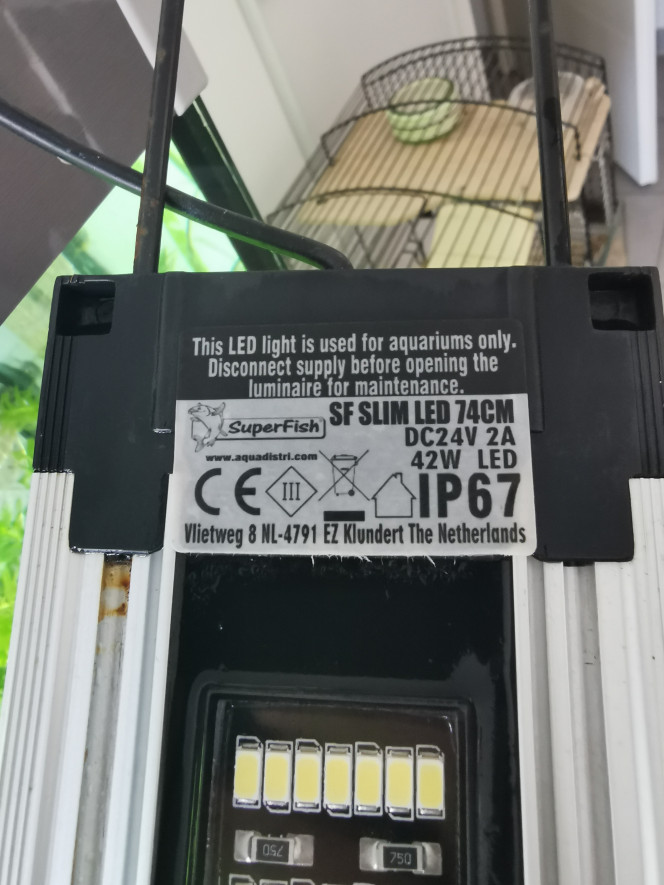 This LED light is used for aquariums only.
Disconnect supply before opening the
luminaire for maintenance.
SuperFish
SF SLIM LED 74CM
DC24V 2A
www.aquadistri.com
42W LED
CE
III
IP67
Vlietweg 8 NL-4791 EZ Klundert The Netherlands
750
750